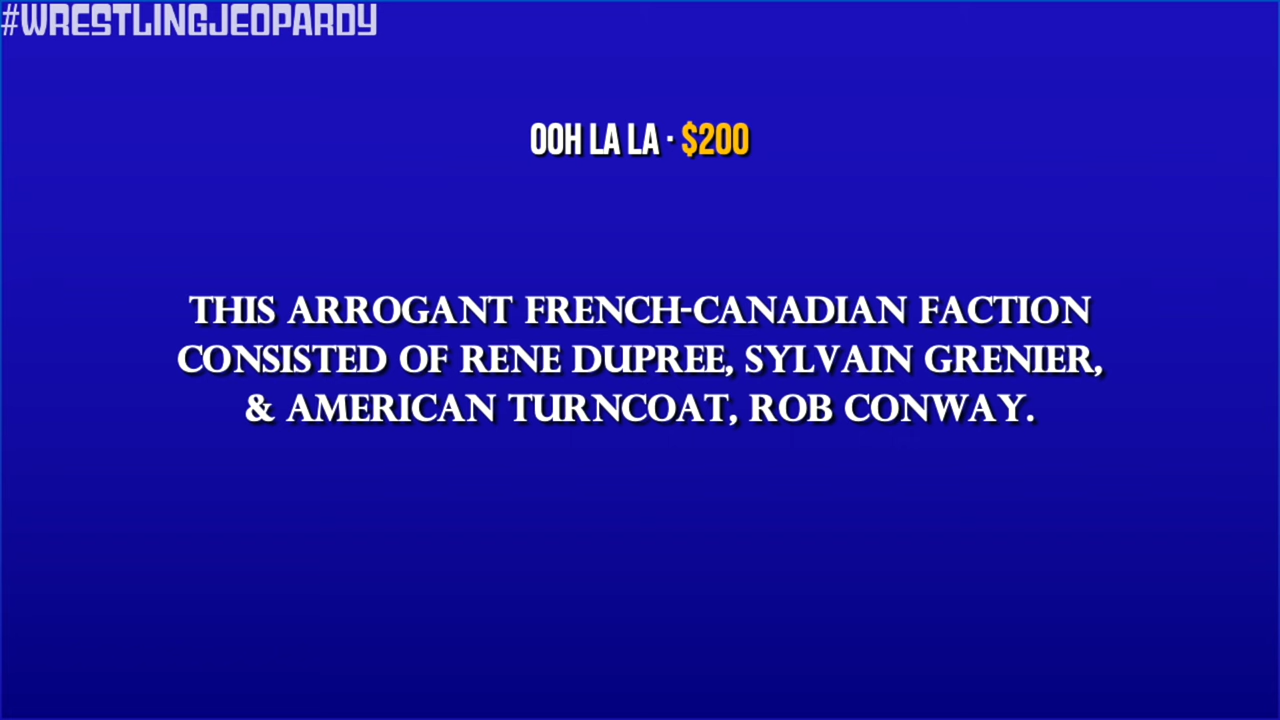 #WRESTLINGJEOPARDY
OOH LA LA · $200
THIS ARROGANT FRENCH-CANADIAN FACTION
CONSISTED OF RENE DUPREE, SYLVAIN GRENIER,
& AMERICAN TURNCOAT, ROB CONWAY.